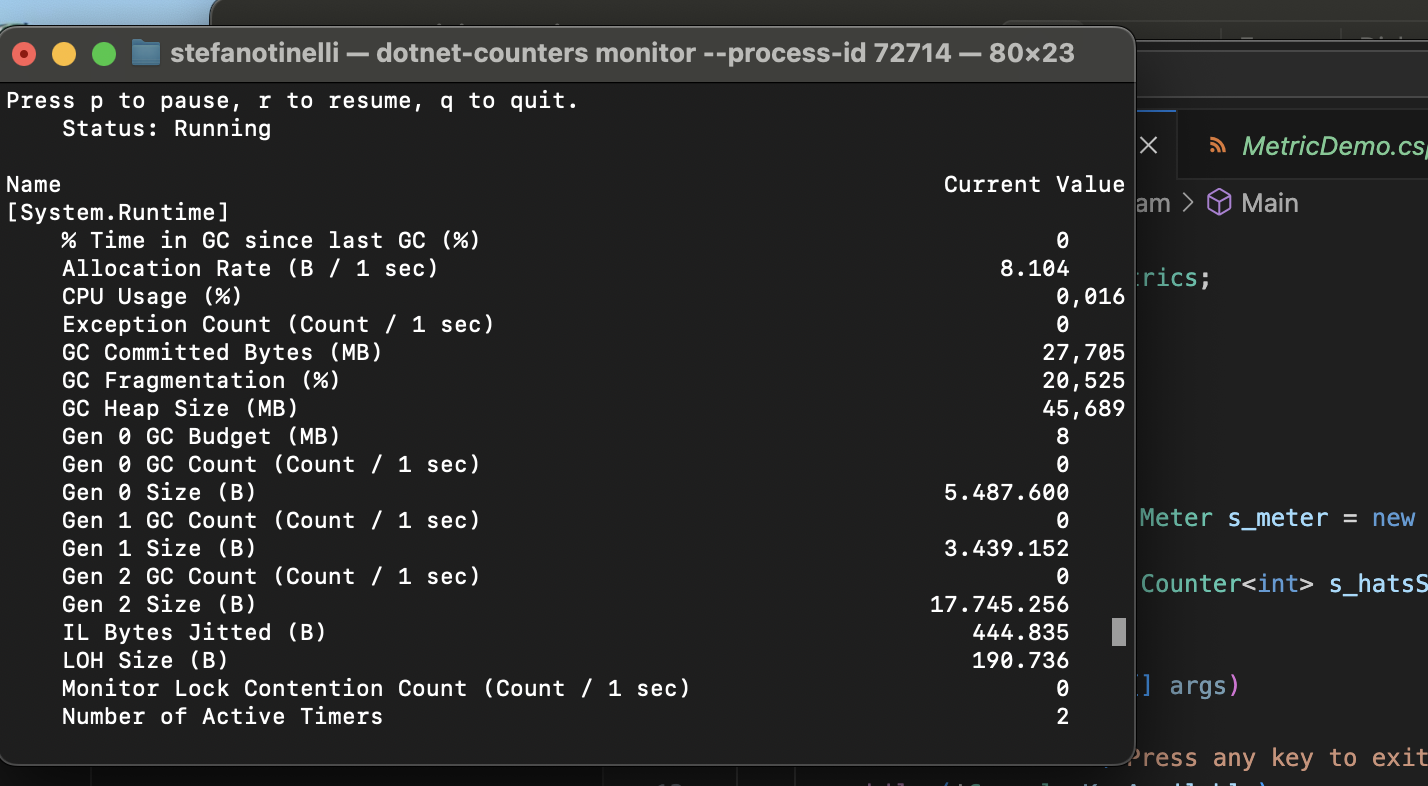 stefanotinelli — dotnet-counters monitor --process-id 72714 — 80×23
Press p to pause, r to resume, q to quit.
Status: Running
Name Current Value
[System.Runtime]
% Time in GC since last GC (%) 0
Allocation Rate (B / 1 sec) 8.104
CPU Usage (%) 0,016
Exception Count (Count / 1 sec) 0
GC Committed Bytes (MB) 27,705
GC Fragmentation (%) 20,525
GC Heap Size (MB) 45,689
Gen 0 GC Budget (MB) 8
Gen 0 GC Count (Count / 1 sec) 0
Gen 0 Size (B) 5.487.600
Gen 1 GC Count (Count / 1 sec) 0
Gen 1 Size (B) 3.439.152
Gen 2 GC Count (Count / 1 sec) 0
Gen 2 Size (B) 17.745.256
IL Bytes Jitted (B) 444.835
LOH Size (B) 190.736
Monitor Lock Contention Count (Count / 1 sec) 0
Number of Active Timers 2
MetricDemo.csp
am > Main
rics;
Meter s_meter = new
Counter<int> s_hatsS
[] args)
Press any key to exit